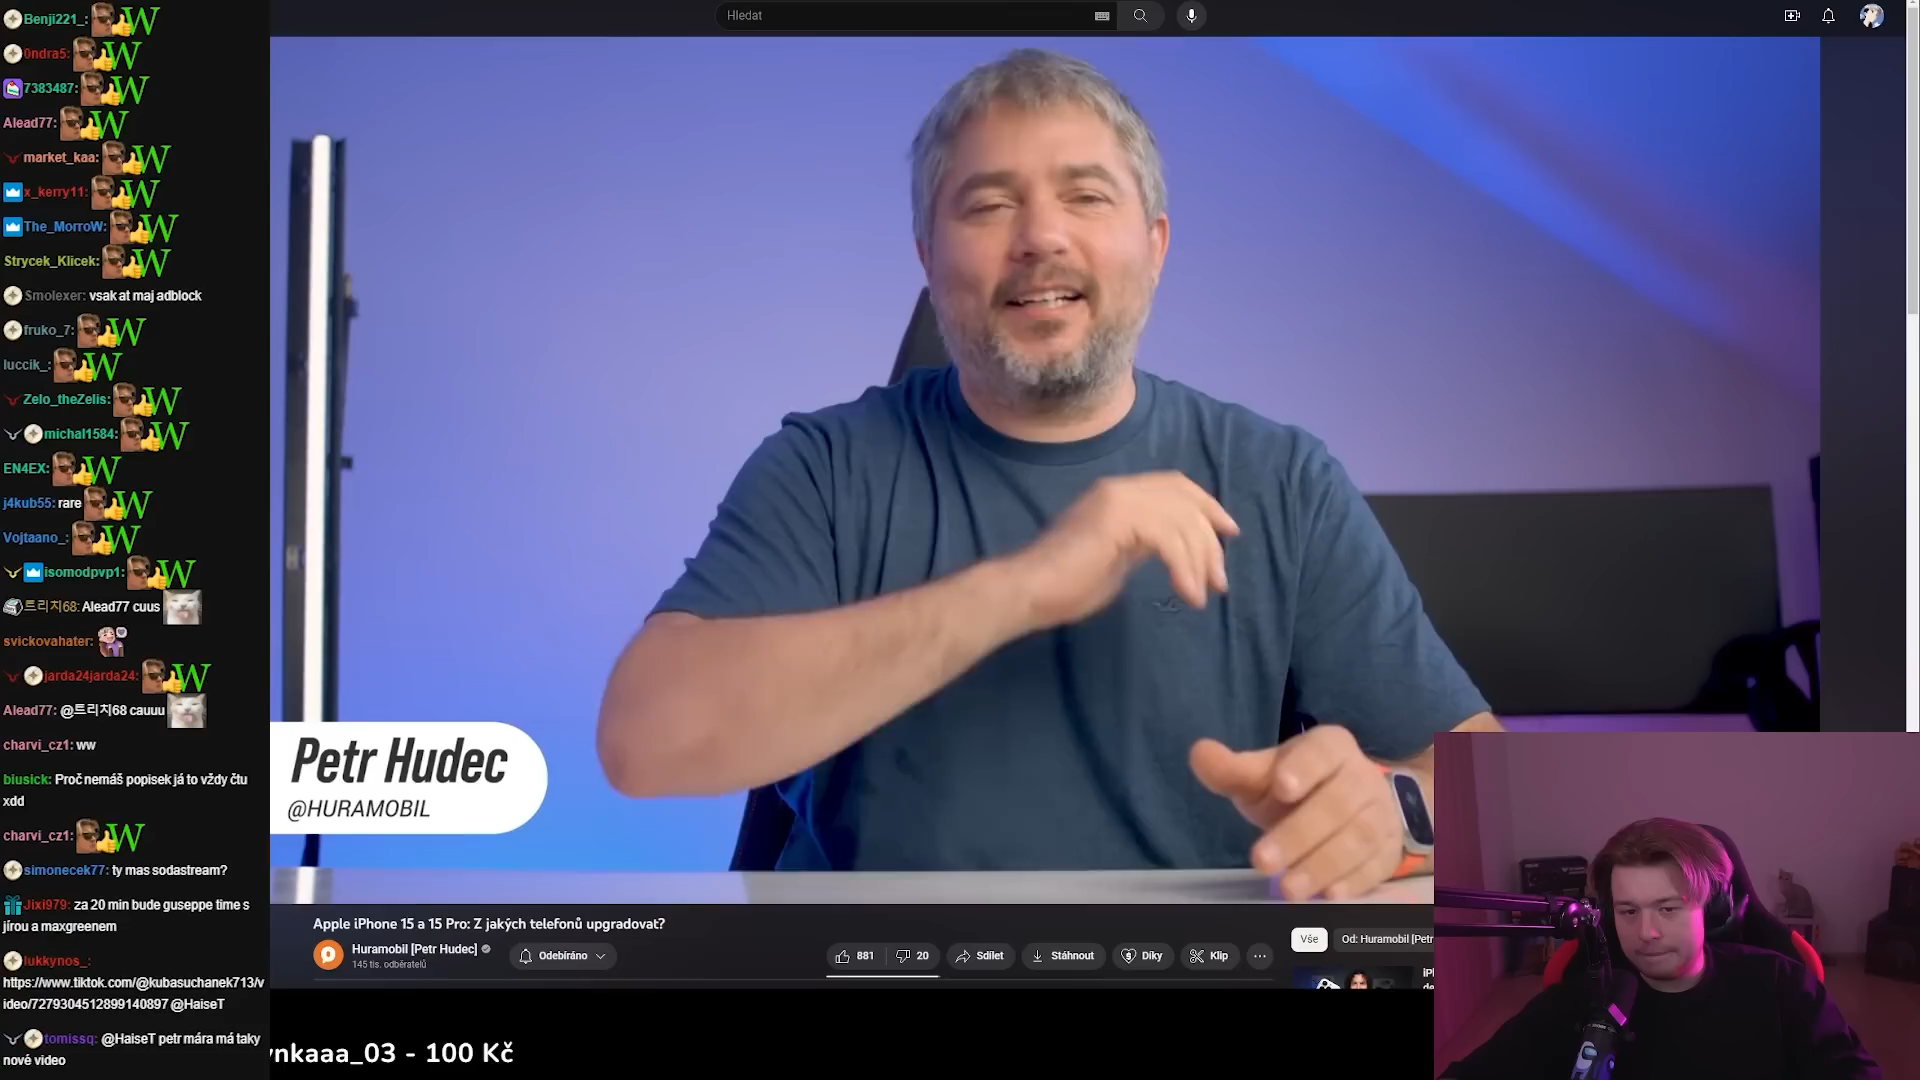 Benji221_: W
0ndra5: W
7383487: W
Alead77: W
market_kaa: W
x_kerry11: W
The_MorroW: W
Strycek_Klicek: W
Smolexer: vsak at maj adblock
fruko_7: W
luccik_: W
Zelo_theZelis: W
michal1584: W
EN4EX: W
j4kub55: rare W
Vojtaano_: W
isomodpvp1: W
트리치68: Alead77 cuus
svickovahater:
jarda24jarda24: W
Alead77: @트리치68 cauuu
charvi_cz1: ww
biusick: Proč nemáš popisek já to vždy čtu
xdd
charvi_cz1: W
simonecek77: ty mas sodastream?
Jixi979: za 20 min bude guseppe time s
jírou a maxgreenem
lukkynos_:
https://www.tiktok.com/@kubasuchanek713/v
ideo/7279304512899140897 @HaiseT
tomissq: @HaiseT petr mára má taky
nové video
Hledat
Petr Hudec
@HURAMOBIL
Apple iPhone 15 a 15 Pro: Z jakých telefonů upgradovat?
Huramobil [Petr Hudec]
145 tis. odběratelů
Odebíráno
881
20
Sdílet
Stáhnout
Díky
Klip
Vše
Od: Huramobil [Petr
ynkaaa_03 - 100 Kč